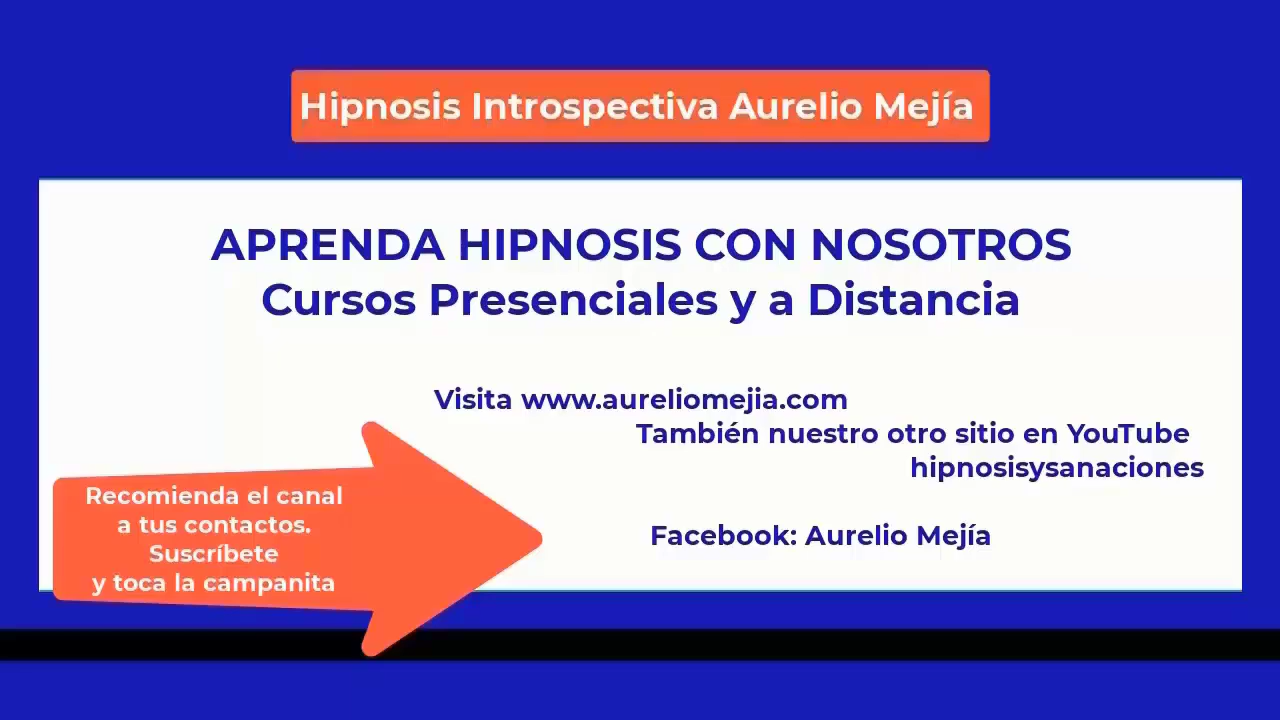 Hipnosis Introspectiva Aurelio Mejía
APRENDA HIPNOSIS CON NOSOTROS
Cursos Presenciales y a Distancia
Visita www.aureliomejia.com
También nuestro otro sitio en YouTube
hipnosisysanaciones
Facebook: Aurelio Mejía
Recomienda el canal
a tus contactos.
Suscríbete
y toca la campanita